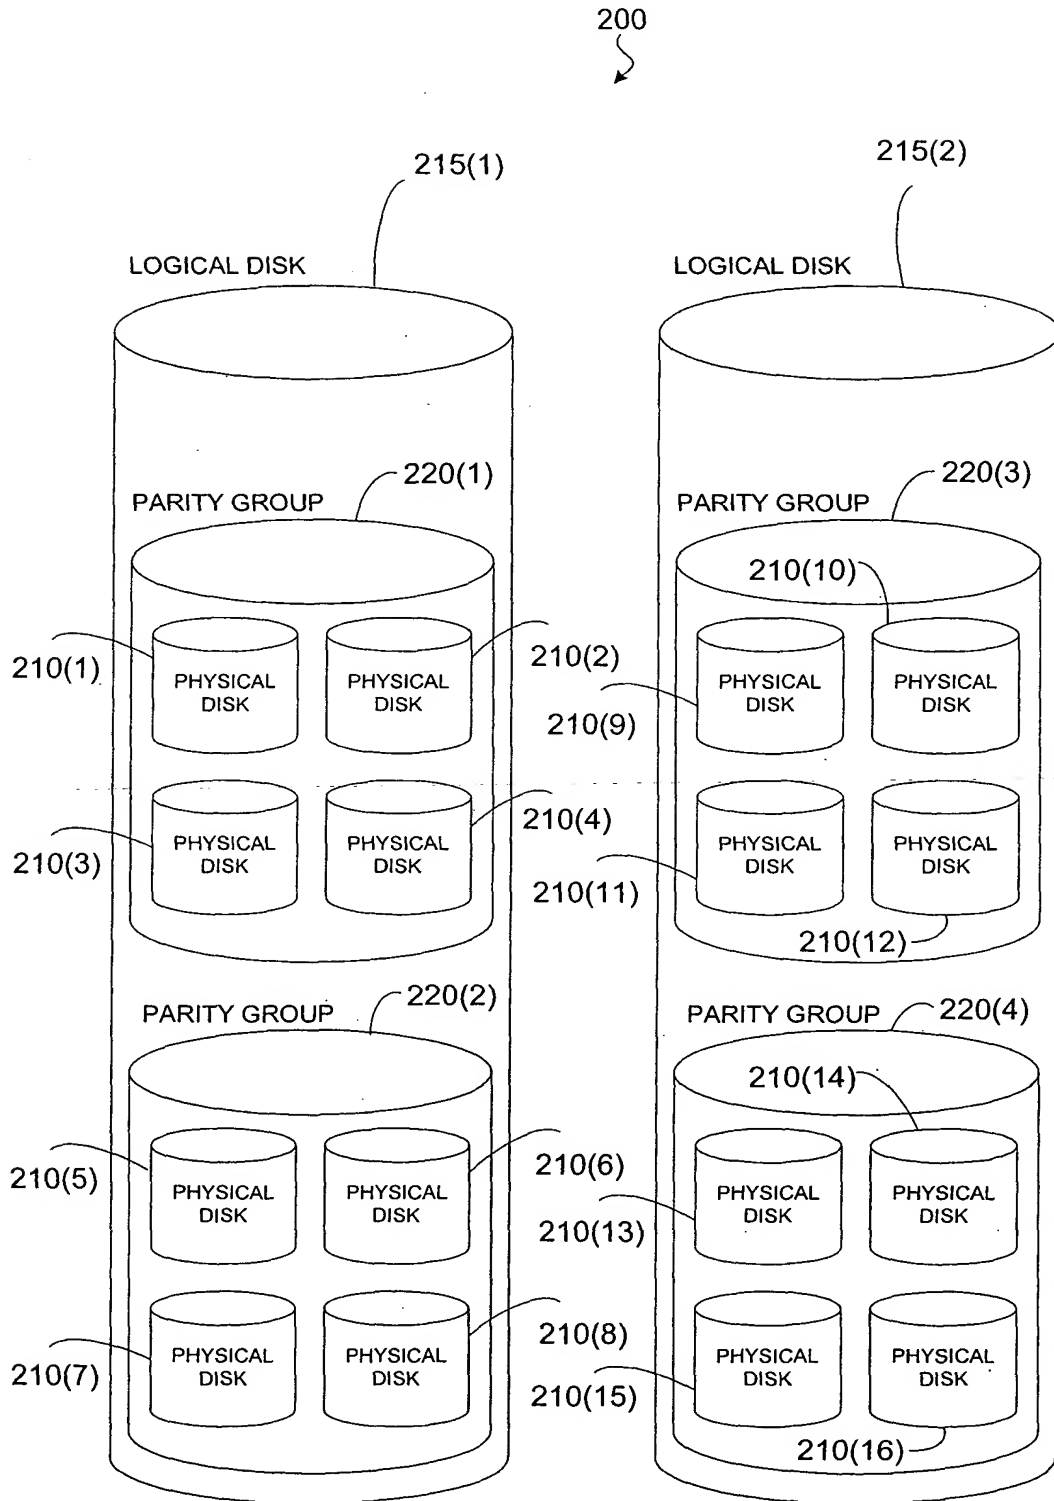 200
215(1)
215(2)
LOGICAL DISK
LOGICAL DISK
220(1)
220(3)
PARITY GROUP
PARITY GROUP
210(10)
210(1)
PHYSICAL
DISK
PHYSICAL
DISK
210(2)
210(9)
PHYSICAL
DISK
PHYSICAL
DISK
210(3)
PHYSICAL
DISK
PHYSICAL
DISK
210(4)
210(11)
PHYSICAL
DISK
PHYSICAL
DISK
210(12)
220(2)
220(4)
PARITY GROUP
PARITY GROUP
210(14)
210(5)
PHYSICAL
DISK
PHYSICAL
DISK
210(6)
210(13)
PHYSICAL
DISK
PHYSICAL
DISK
210(7)
PHYSICAL
DISK
PHYSICAL
DISK
210(8)
210(15)
PHYSICAL
DISK
PHYSICAL
DISK
210(16)